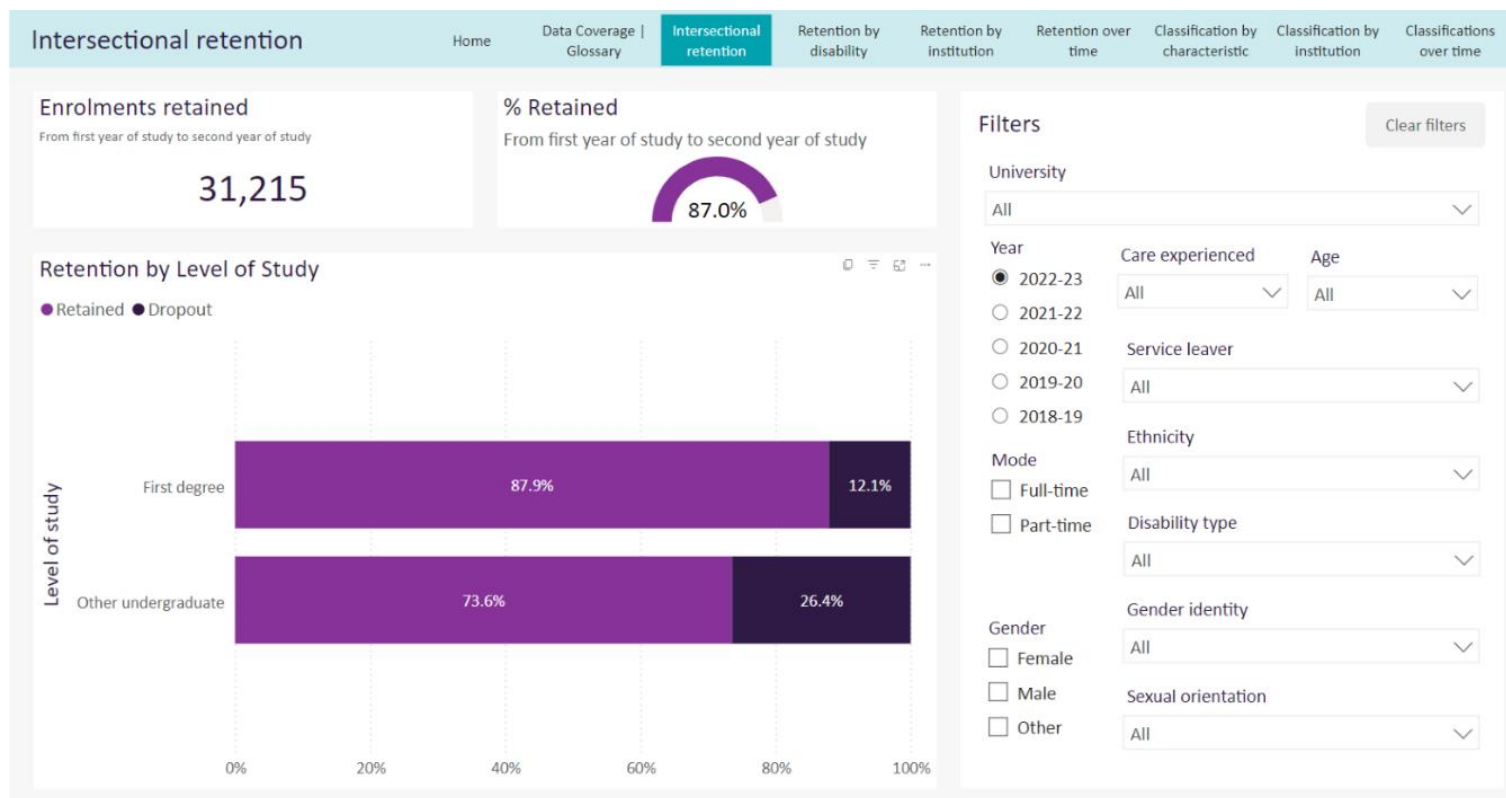 Intersectional retention
Home
Data Coverage |
Glossary
Intersectional
retention
Retention by
disability
Retention by
institution
Retention over
time
Classification by
characteristic
Classification by
institution
Classifications
over time
Enrolments retained
From first year of study to second year of study
31,215
% Retained
From first year of study to second year of study
87.0%
Retention by Level of Study
Retained Dropout
Level of study
First degree
87.9% 12.1%
Other undergraduate
73.6% 26.4%
0% 20% 40% 60% 80% 100%
Filters
Clear filters
University
All
Year
2022-23
2021-22
2020-21
2019-20
2018-19
Mode
Full-time
Part-time
Gender
Female
Male
Other
Care experienced
All
Age
All
Service leaver
All
Ethnicity
All
Disability type
All
Gender identity
All
Sexual orientation
All